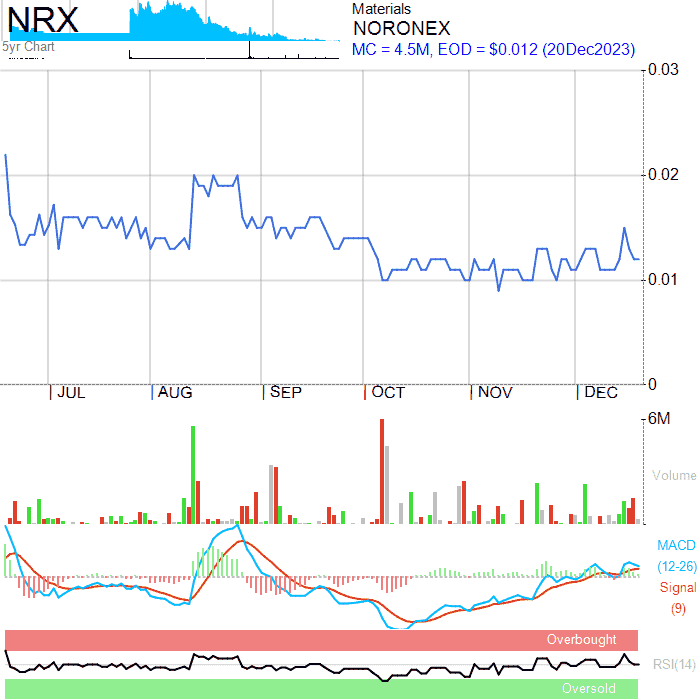 NRX
5yr Chart
Materials
NORONEX
MC = 4.5M, EOD = $0.012 (20Dec2023)
0.03
0.02
0.01
0
JUL
AUG
SEP
OCT
NOV
DEC
6M
Volume
MACD
(12-26)
Signal
(9)
Overbought
RSI(14)
Oversold